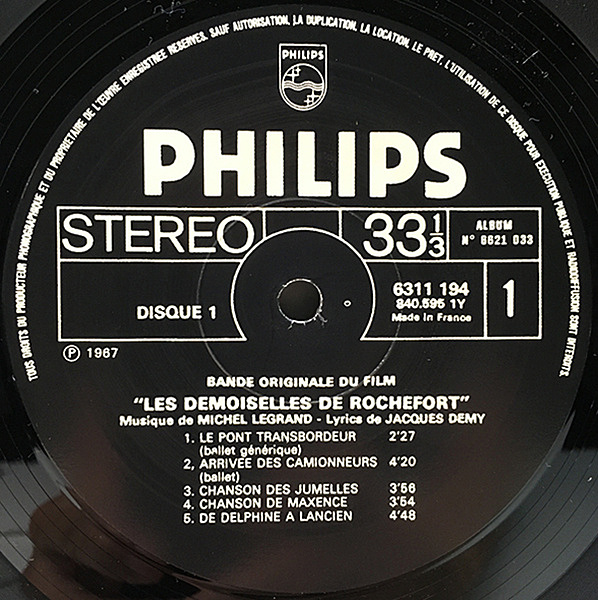 TOUS DROITS DU PRODUCTEUR PHONOGRAPHIQUE ET DU PROPRIETAIRE DE L'ŒUVRE ENREGISTREE RESERVES. SAUF AUTORISATION, LA DUPLICATION, LA LOCATION, LE PRET, L'UTILISATION DE CE DISQUE POUR EXECUTION PUBLIQUE ET RADIODIFFUSION SONT INTERDITS.
PHILIPS
PHILIPS
STEREO
33 1/3
ALBUM
N° 6621 033
DISQUE 1
6311 194
840.595 1Y
Made in France
1
Ⓟ 1967
BANDE ORIGINALE DU FILM
"LES DEMOISELLES DE ROCHEFORT"
Musique de MICHEL LEGRAND - Lyrics de JACQUES DEMY
1. LE PONT TRANSBORDEUR 2'27
(ballet générique)
2, ARRIVEE DES CAMIONNEURS 4'20
(ballet)
3. CHANSON DES JUMELLES 3'56
4. CHANSON DE MAXENCE 3'54
5. DE DELPHINE A LANCIEN 4'48